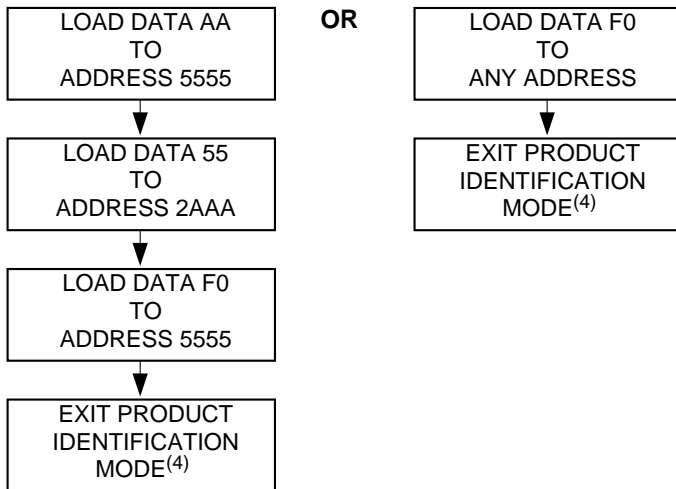 LOAD DATA AA
TO
ADDRESS 5555
LOAD DATA 55
TO
ADDRESS 2AAA
LOAD DATA F0
TO
ADDRESS 5555
EXIT PRODUCT
IDENTIFICATION
MODE(4)
OR
LOAD DATA F0
TO
ANY ADDRESS
EXIT PRODUCT
IDENTIFICATION
MODE(4)